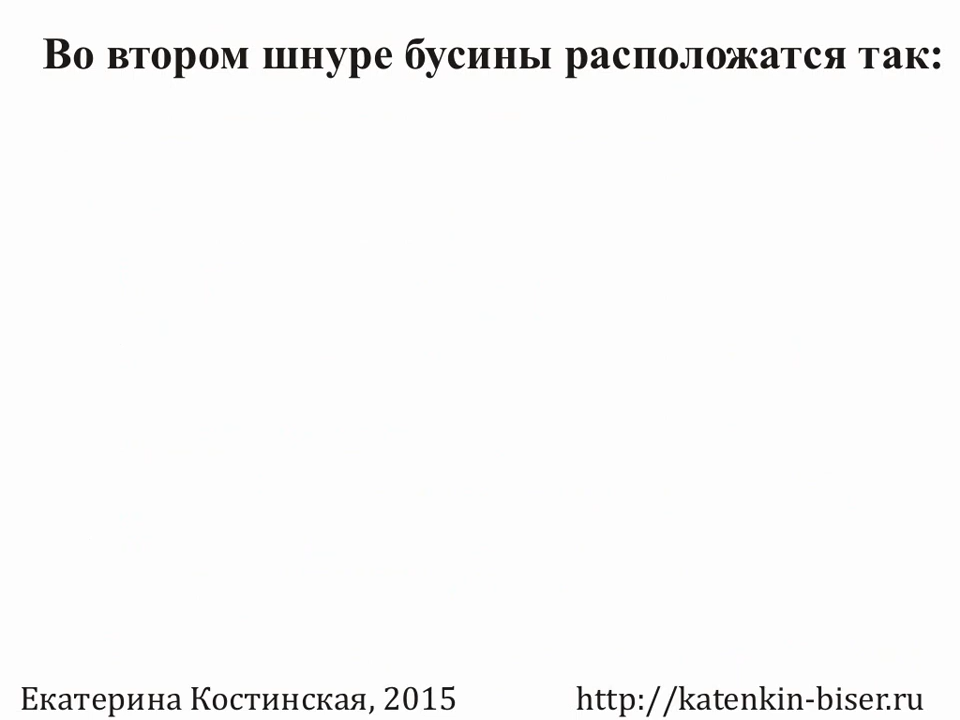 Во втором шнуре бусины расположатся так:
Екатерина Костинская, 2015
http://katenkin-biser.ru